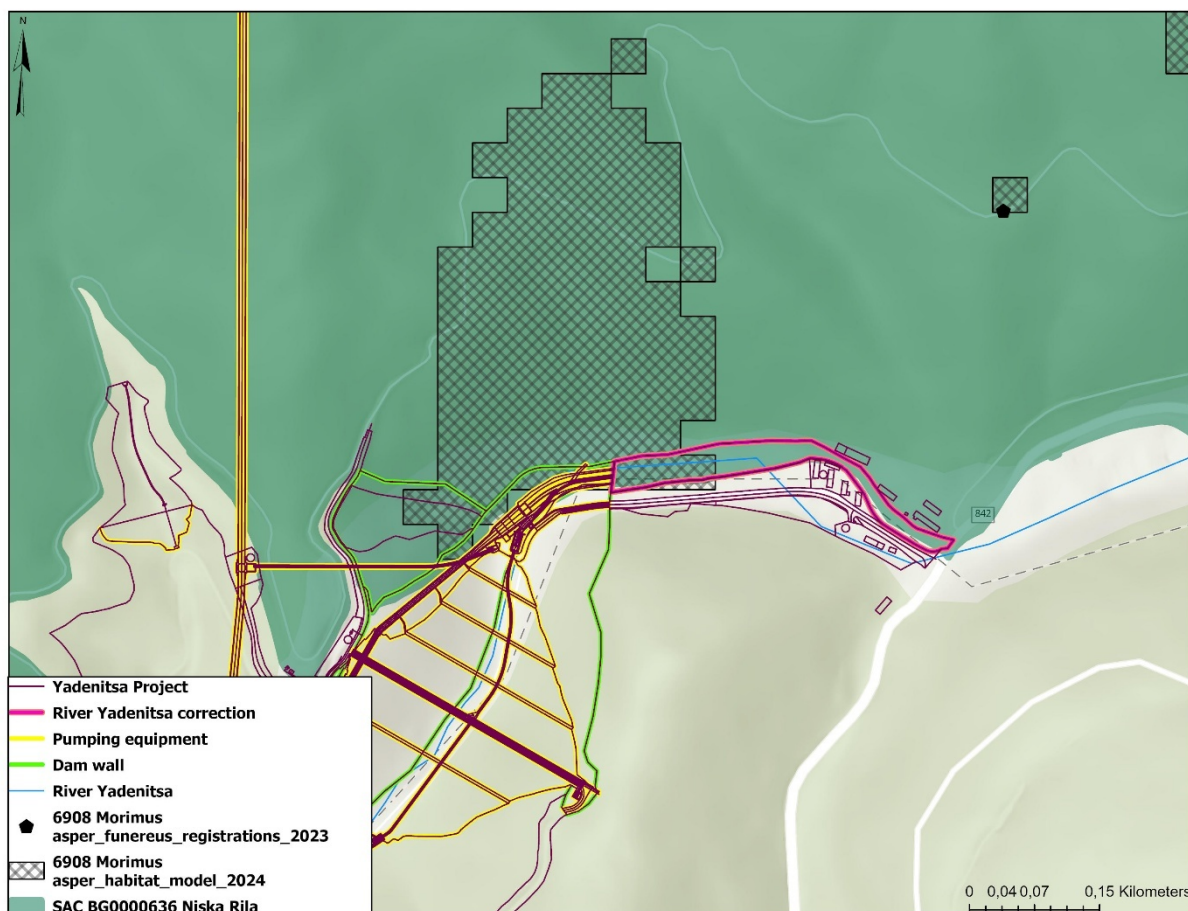 N
842
Yadenitsa Project
River Yadenitsa correction
Pumping equipment
Dam wall
River Yadenitsa
6908 Morimus
asper_funereus_registrations_2023
6908 Morimus
asper_habitat_model_2024
SAC BG0000636 Niska Rila
0 0,04 0,07 0,15 Kilometers